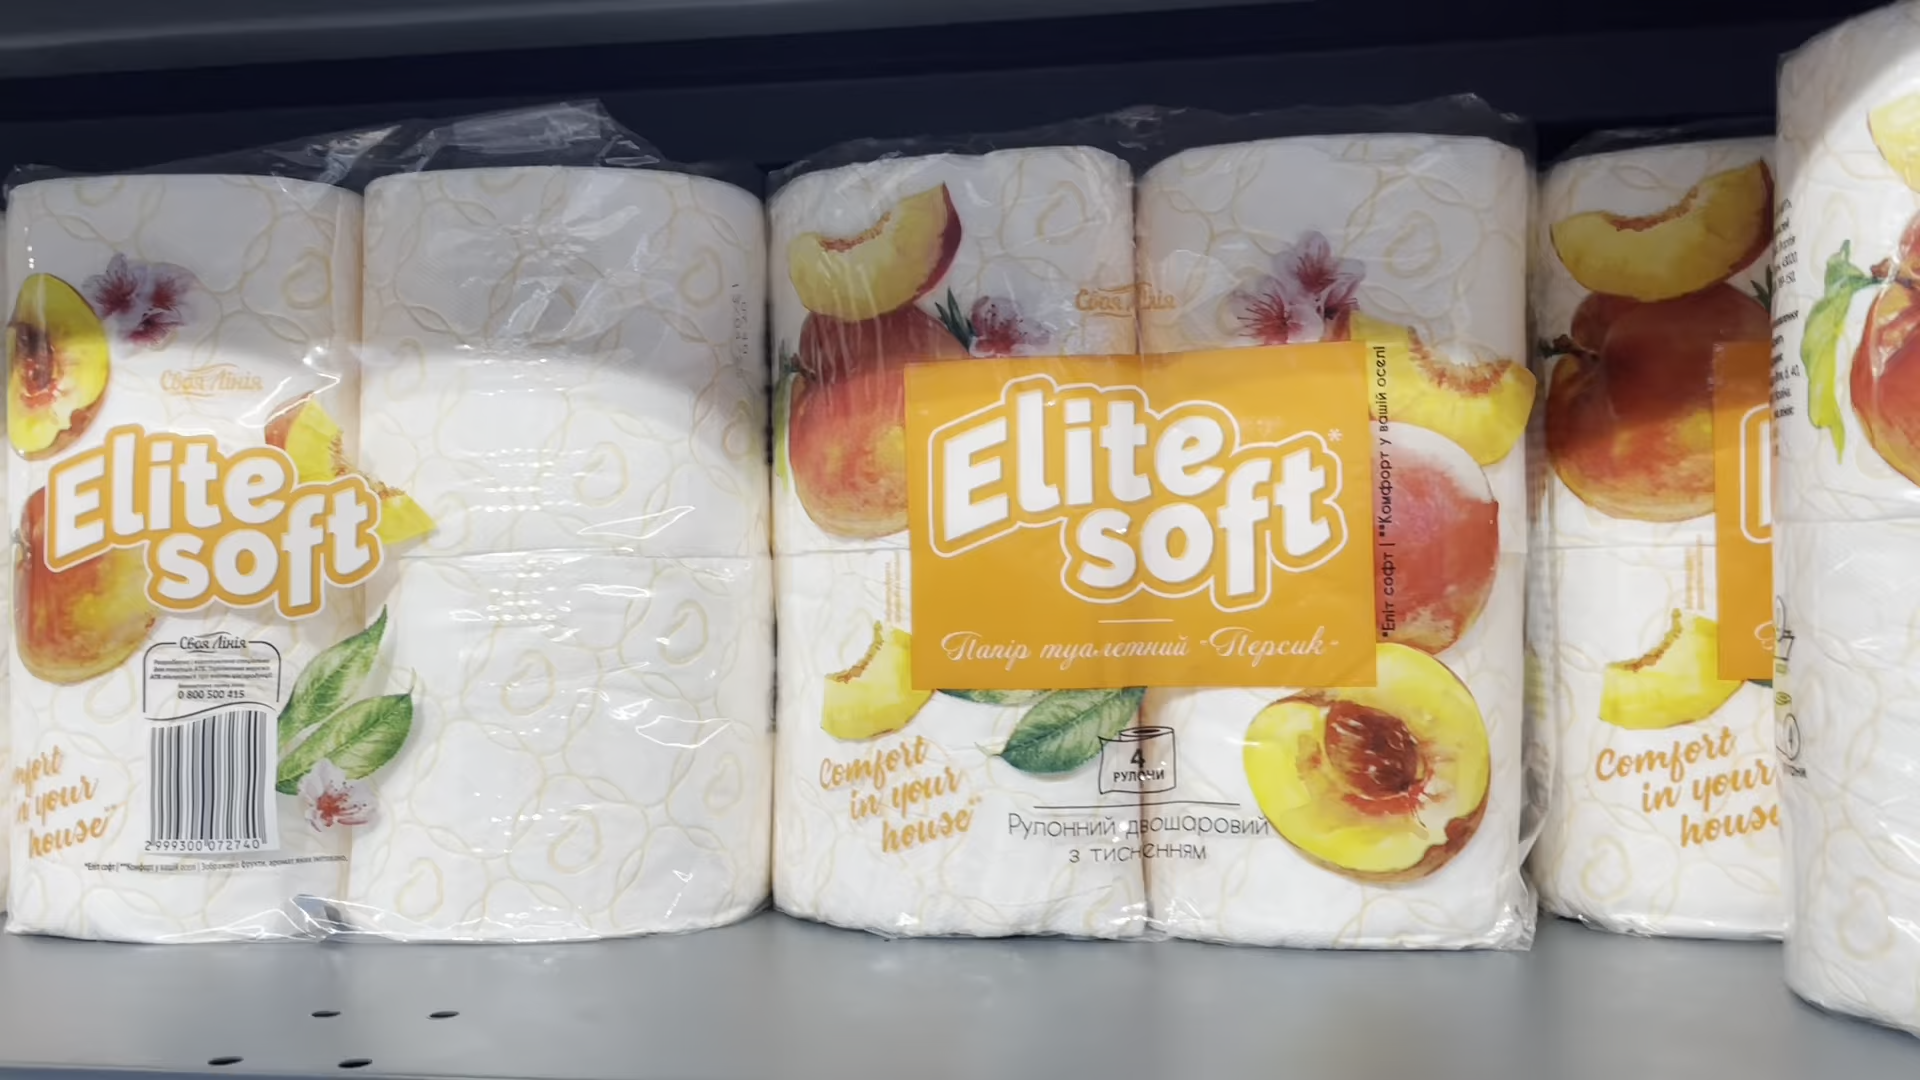 Своя Лінія
Elite
soft
Своя Лінія
0 800 500 415
2 999300 072740
in your
house**
Своя Лінія
Elite
soft*
Папір туалетний "Персик"
*Еліт софт | **Комфорт у вашій оселі
Comfort
in your
house**
4
РУЛОНИ
Рулонний двошаровий
з тисненням
Comfort
in your
house